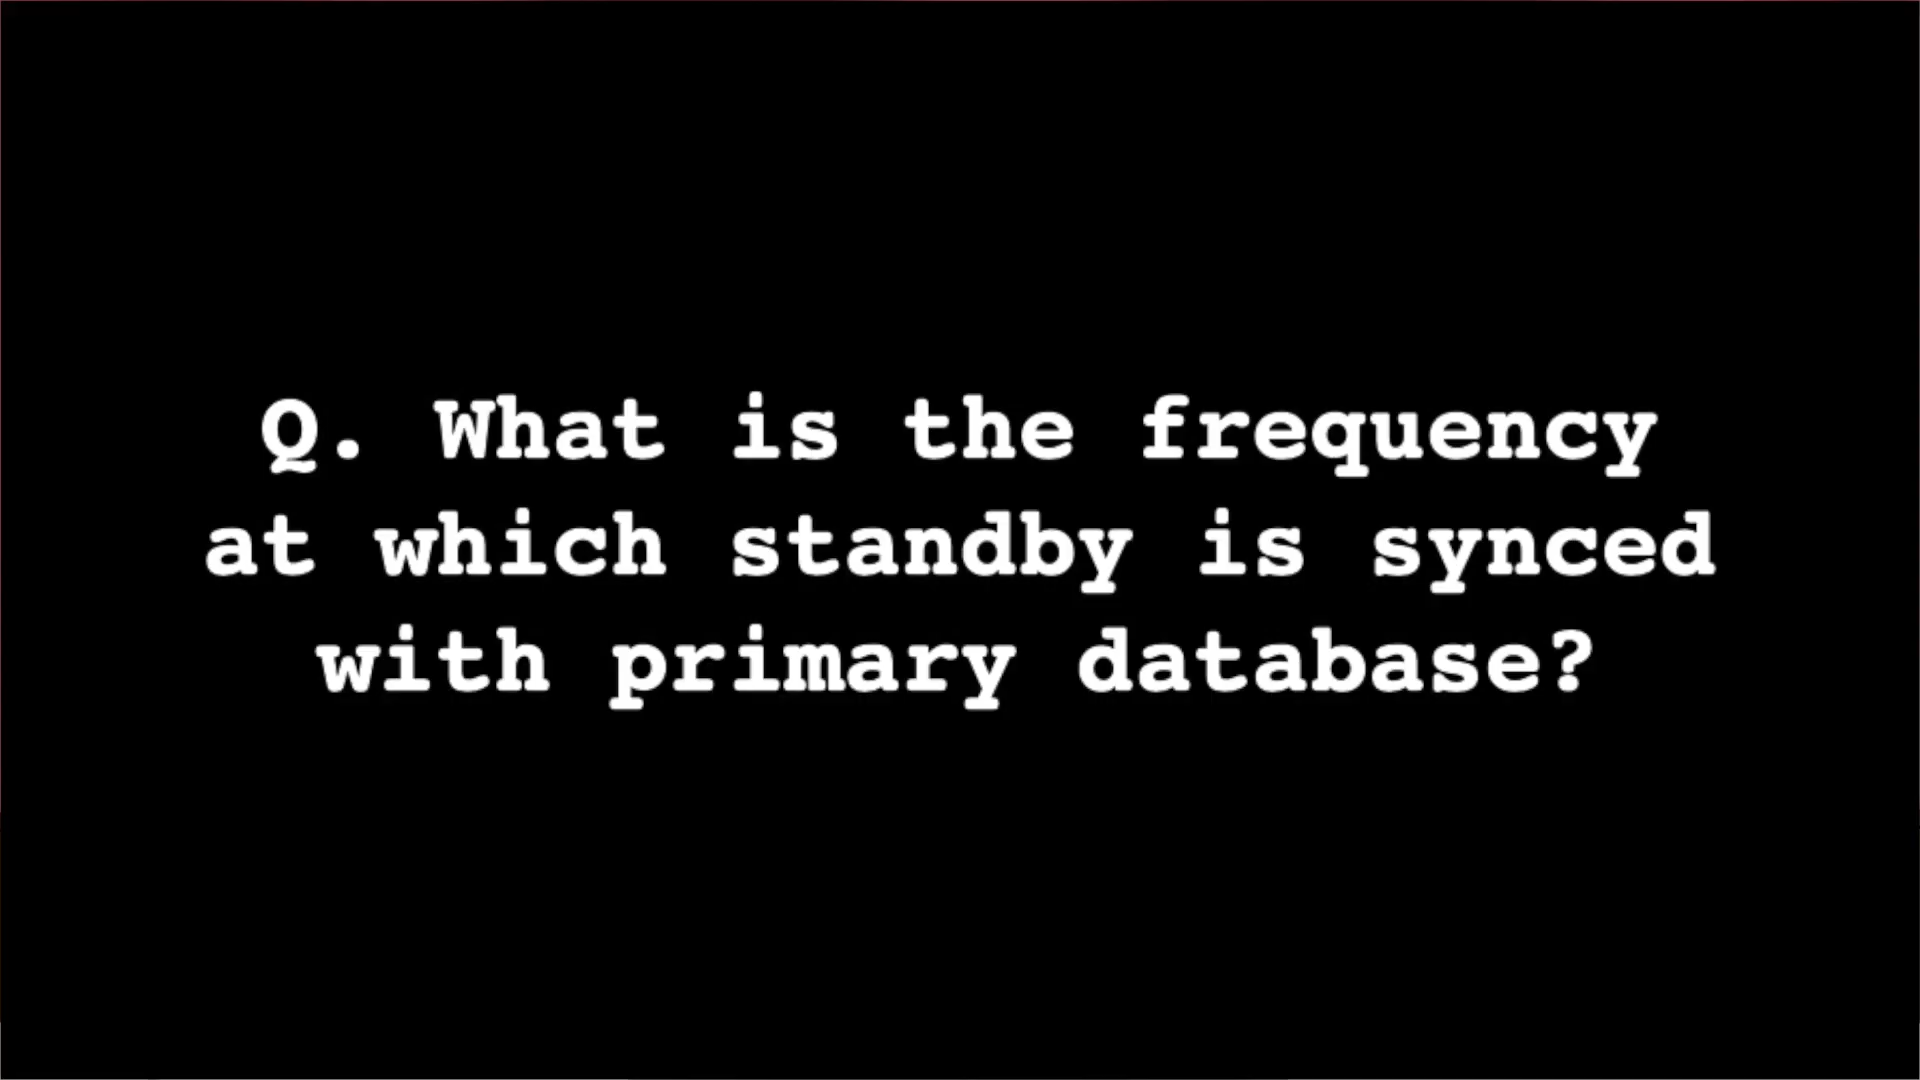 Q. What is the frequency
at which standby is synced
with primary database?